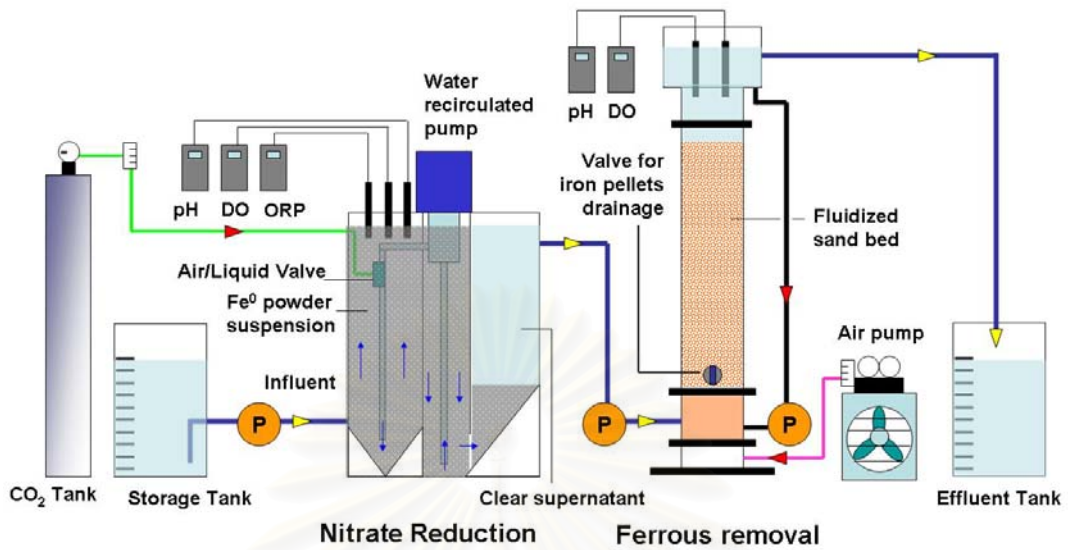 Water
recirculated
pump
pH DO
pH DO ORP
Valve for
iron pellets
drainage
Fluidized
sand bed
Air/Liquid Valve
Fe⁰ powder
suspension
Air pump
Influent
P
P
P
CO₂ Tank
Storage Tank
Clear supernatant
Effluent Tank
Nitrate Reduction
Ferrous removal